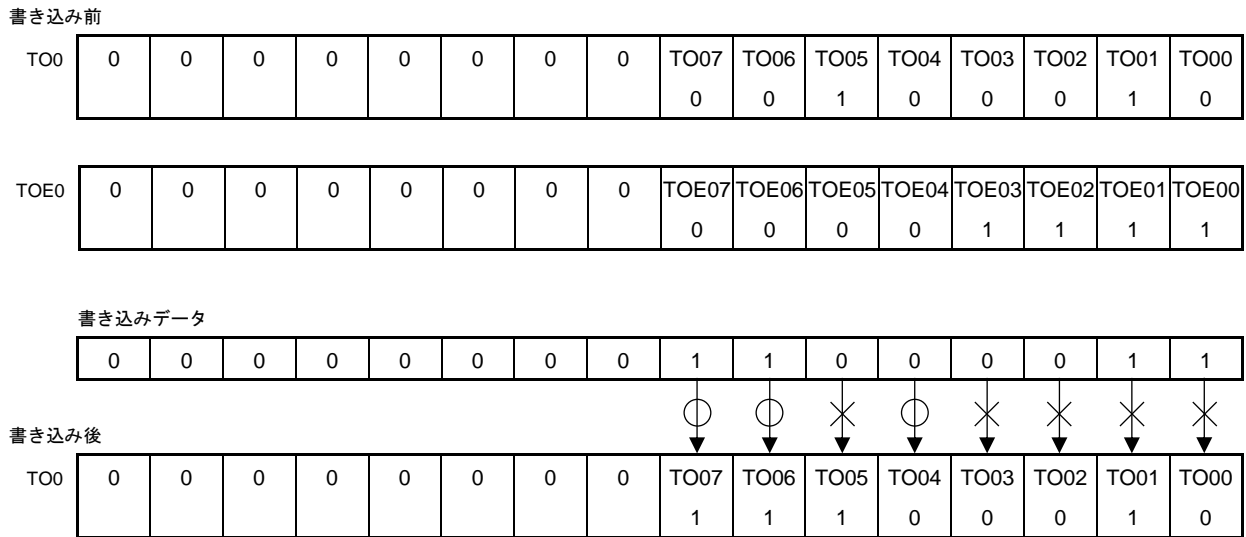 書き込み前
TO0 0 0 0 0 0 0 0 0 TO07 TO06 TO05 TO04 TO03 TO02 TO01 TO00
0 0 1 0 0 0 1 0
TOE0 0 0 0 0 0 0 0 0 TOE07 TOE06 TOE05 TOE04 TOE03 TOE02 TOE01 TOE00
0 0 0 0 1 1 1 1
書き込みデータ
0 0 0 0 0 0 0 0 1 1 0 0 0 0 1 1
書き込み後
TO0 0 0 0 0 0 0 0 0 TO07 TO06 TO05 TO04 TO03 TO02 TO01 TO00
1 1 1 0 0 0 1 0